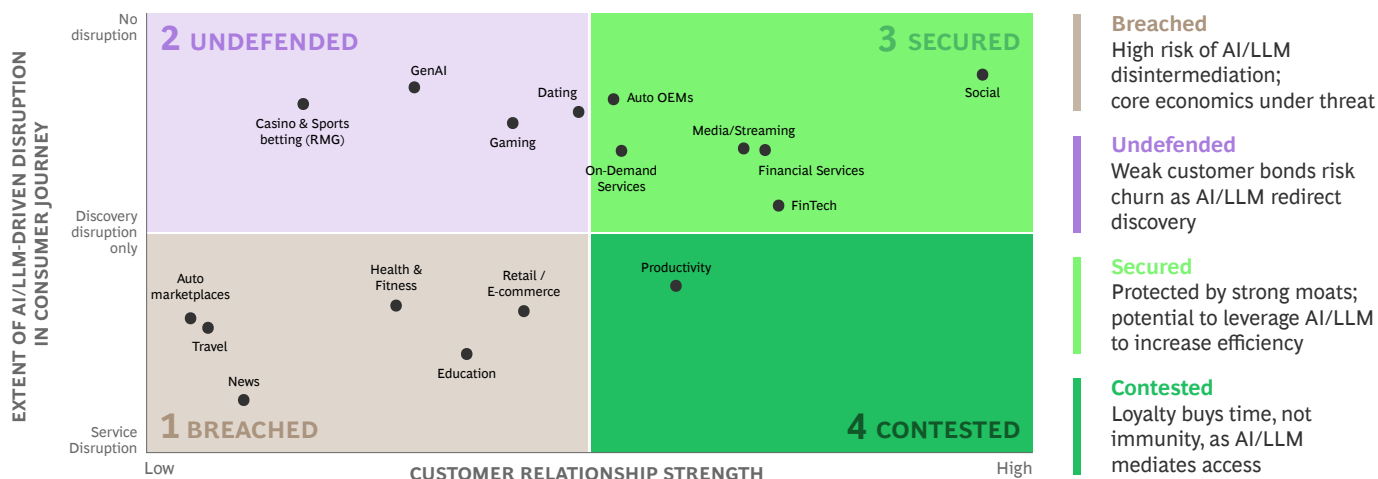 EXTENT OF AI/LLM-DRIVEN DISRUPTION
IN CONSUMER JOURNEY
No
disruption
Discovery
disruption
only
Service
Disruption
2 UNDEFENDED
GenAI
Casino & Sports
betting (RMG)
Gaming
Dating
3 SECURED
Auto OEMs
Social
Media/Streaming
On-Demand
Services
Financial Services
FinTech
Auto
marketplaces
Travel
News
Health &
Fitness
Retail /
E-commerce
Education
1 BREACHED
Productivity
4 CONTESTED
Low
CUSTOMER RELATIONSHIP STRENGTH
High
Breached
High risk of AI/LLM
disintermediation;
core economics under threat
Undefended
Weak customer bonds risk
churn as AI/LLM redirect
discovery
Secured
Protected by strong moats;
potential to leverage AI/LLM
to increase efficiency
Contested
Loyalty buys time, not
immunity, as AI/LLM
mediates access